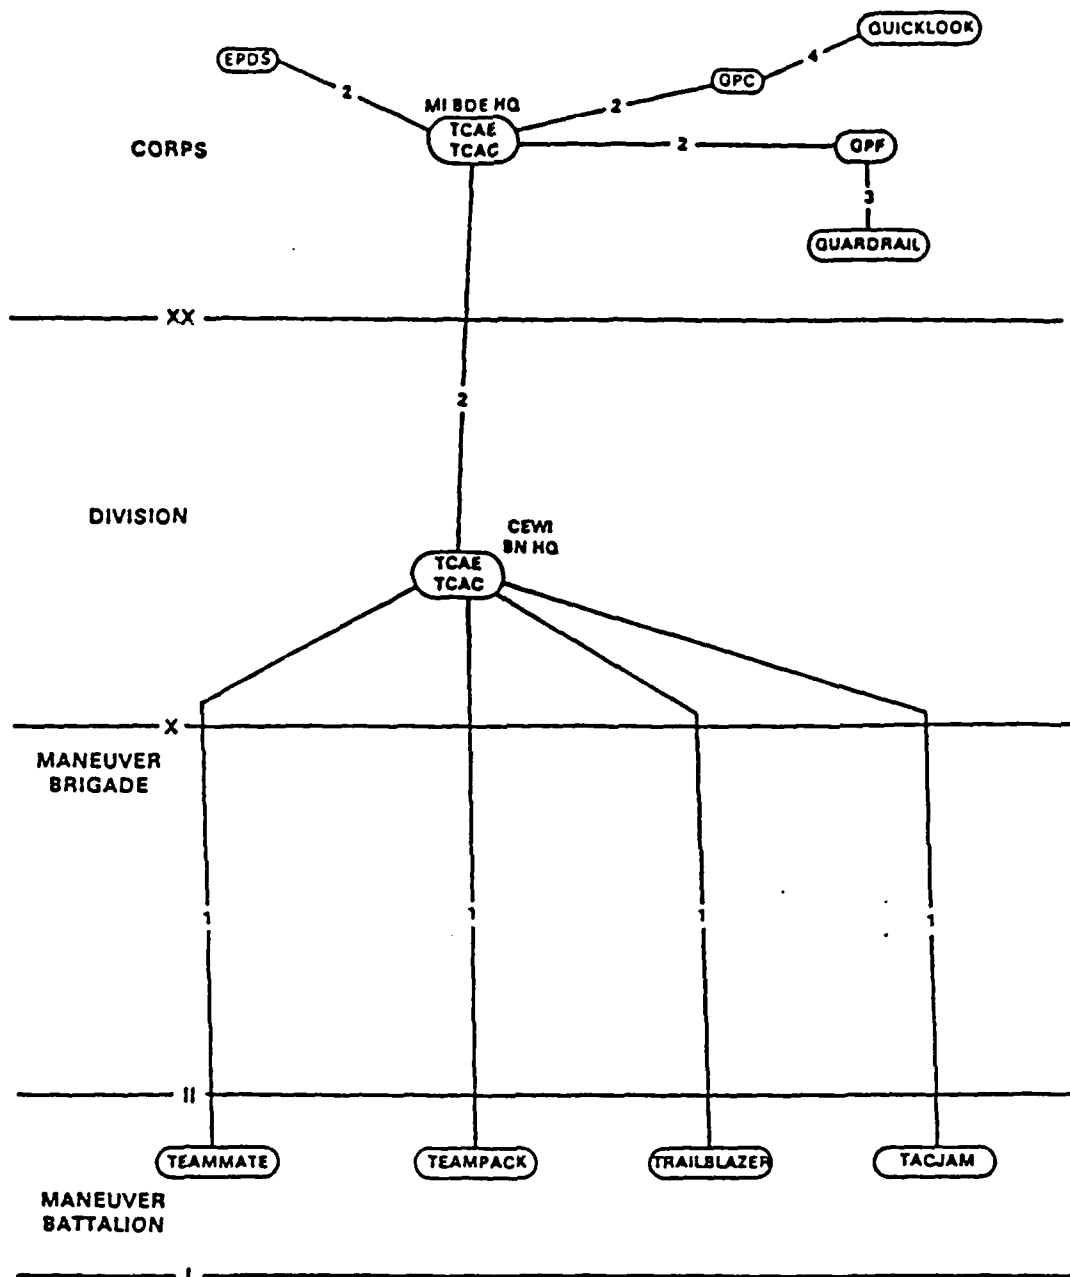 QUICKLOOK
EPDS
4
QPC
2
2
MI BDE HQ
TCAE
TCAC
2
QPF
CORPS
3
GUARDRAIL
XX
2
DIVISION
CEWI
BN HQ
TCAE
TCAC
X
MANEUVER
BRIGADE
1
1
1
1
II
TEAMMATE
TEAMPACK
TRAILBLAZER
TACJAM
MANEUVER
BATTALION
I